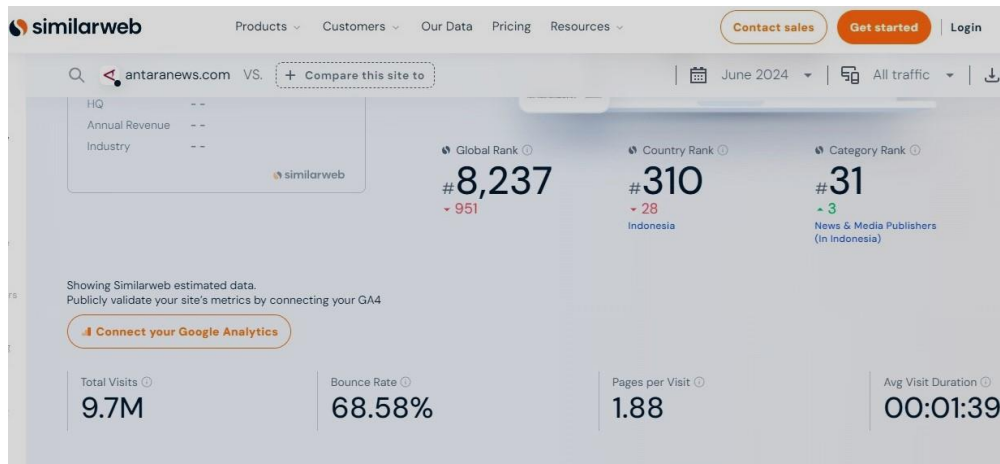 similarweb Products Customers Our Data Pricing Resources Contact sales Get started Login
antaranews.com VS. + Compare this site to June 2024 All traffic
HQ - -
Annual Revenue - -
Industry - -
similarweb
Global Rank Country Rank Category Rank
#8,237 #310 #31
951 28 3
Indonesia News & Media Publishers
(In Indonesia)
Showing Similarweb estimated data.
Publicly validate your site's metrics by connecting your GA4
Connect your Google Analytics
Total Visits Bounce Rate Pages per Visit Avg Visit Duration
9.7M 68.58% 1.88 00:01:39